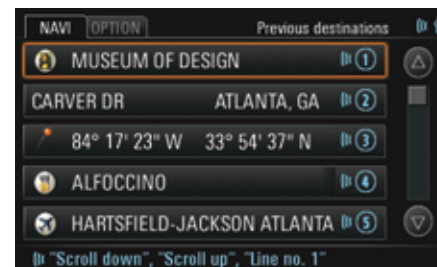 NAVI OPTION Previous destinations
MUSEUM OF DESIGN 1
CARVER DR ATLANTA, GA 2
84° 17' 23" W 33° 54' 37" N 3
ALFOCCINO 4
HARTSFIELD-JACKSON ATLANTA 5
"Scroll down", "Scroll up", "Line no. 1"